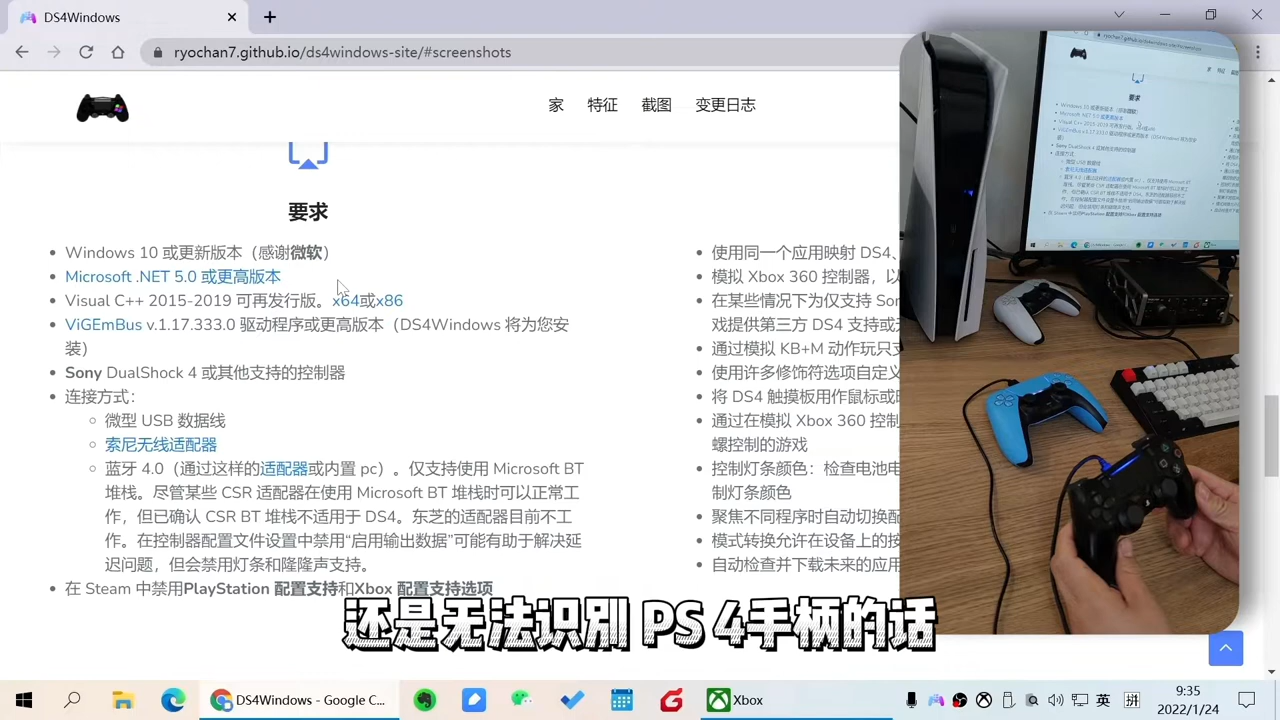 DS4Windows
ryochan7.github.io/ds4windows-site/#screenshots
家 特征 截图 变更日志
要求
Windows 10 或更新版本（感谢微软）
Microsoft .NET 5.0 或更高版本
Visual C++ 2015-2019 可再发行版。x64或x86
ViGEmBus v.1.17.333.0 驱动程序或更高版本（DS4Windows 将为您安
装）
Sony DualShock 4 或其他支持的控制器
连接方式：
微型 USB 数据线
索尼无线适配器
蓝牙 4.0（通过这样的适配器或内置 pc）。仅支持使用 Microsoft BT
堆栈。尽管某些 CSR 适配器在使用 Microsoft BT 堆栈时可以正常工
作，但已确认 CSR BT 堆栈不适用于 DS4。东芝的适配器目前不工
作。在控制器配置文件设置中禁用“启用输出数据”可能有助于解决延
迟问题，但会禁用灯条和隆隆声支持。
在 Steam 中禁用PlayStation 配置支持和Xbox 配置支持选项
使用同一个应用映射 DS4、
模拟 Xbox 360 控制器，以
在某些情况下为仅支持 Son
戏提供第三方 DS4 支持或
通过模拟 KB+M 动作玩只支
使用许多修饰符选项自定义
将 DS4 触摸板用作鼠标或
通过在模拟 Xbox 360 控制
螺控制的游戏
控制灯条颜色：检查电池电
制灯条颜色
聚焦不同程序时自动切换配
模式转换允许在设备上的按
自动检查并下载未来的应用
要求
还是无法识别 PS 4手柄的话
DS4Windows - Google C...
Xbox
英
拼
9:35
2022/1/24